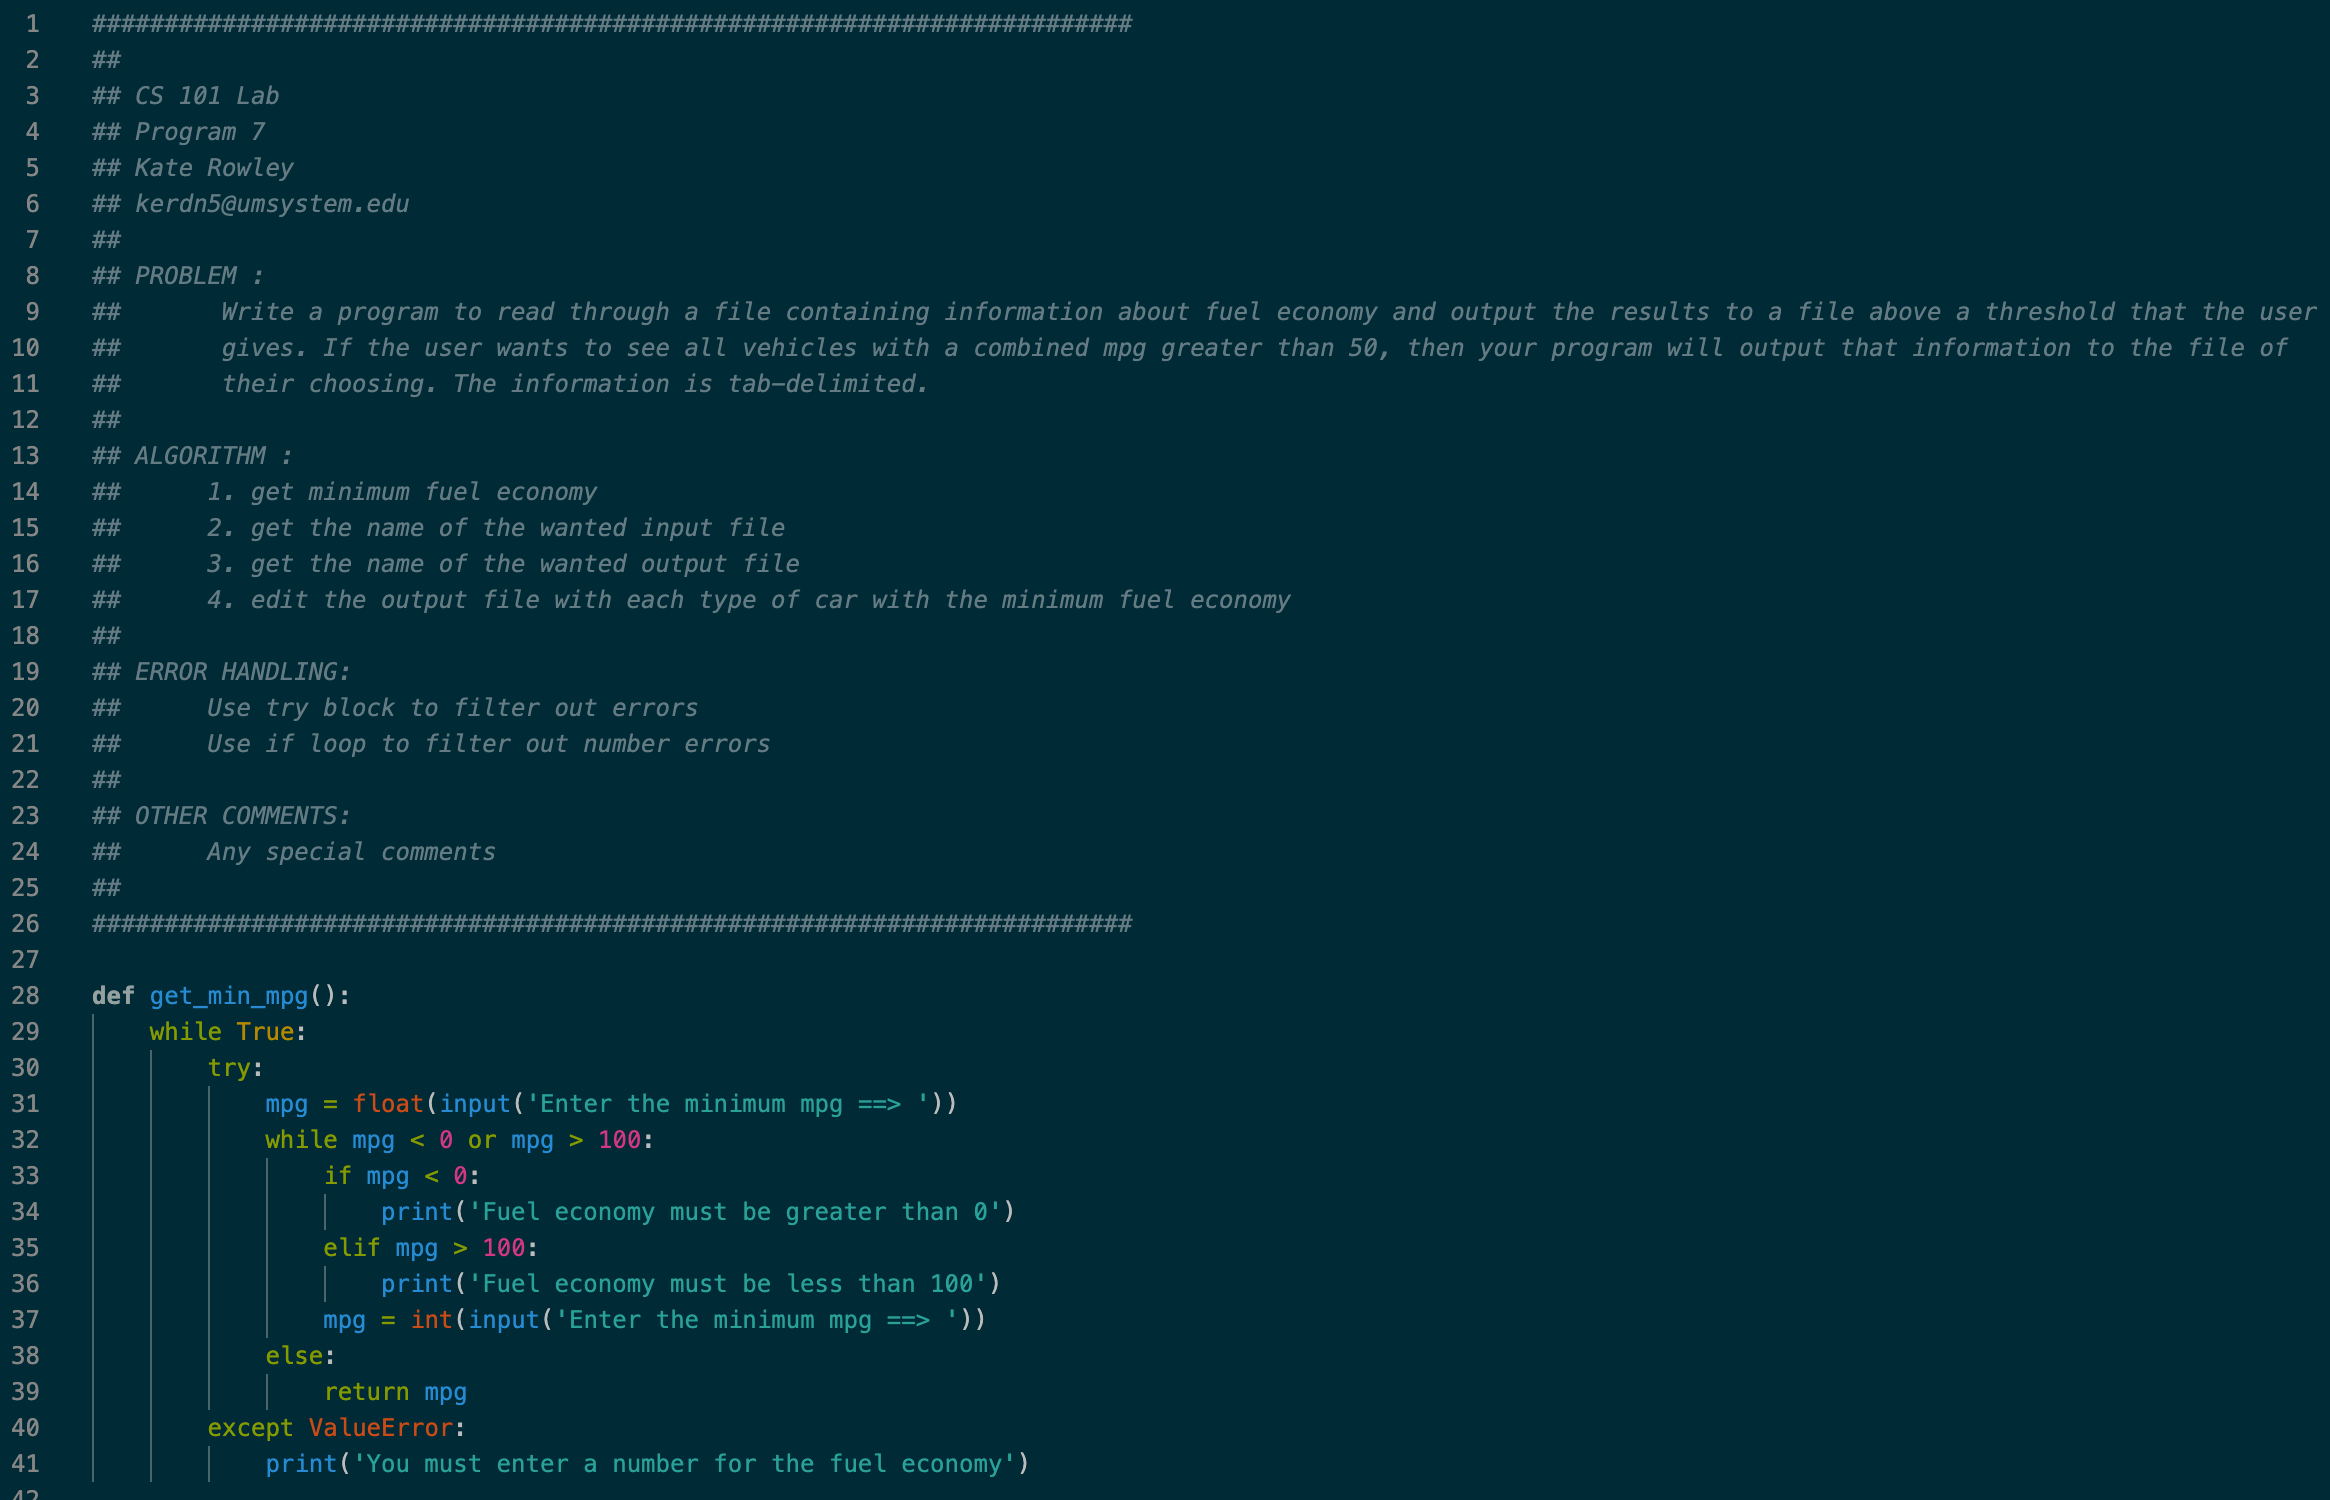 1 ########################################################################
2 ##
3 ## CS 101 Lab
4 ## Program 7
5 ## Kate Rowley
6 ## kerdn5@umsystem.edu
7 ##
8 ## PROBLEM :
9 ##       Write a program to read through a file containing information about fuel economy and output the results to a file above a threshold that the user
10 ##       gives. If the user wants to see all vehicles with a combined mpg greater than 50, then your program will output that information to the file of
11 ##       their choosing. The information is tab-delimited.
12 ##
13 ## ALGORITHM :
14 ##      1. get minimum fuel economy
15 ##      2. get the name of the wanted input file
16 ##      3. get the name of the wanted output file
17 ##      4. edit the output file with each type of car with the minimum fuel economy
18 ##
19 ## ERROR HANDLING:
20 ##      Use try block to filter out errors
21 ##      Use if loop to filter out number errors
22 ##
23 ## OTHER COMMENTS:
24 ##      Any special comments
25 ##
26 ########################################################################
27
28 def get_min_mpg():
29     while True:
30         try:
31             mpg = float(input('Enter the minimum mpg ==> '))
32             while mpg < 0 or mpg > 100:
33                 if mpg < 0:
34                     print('Fuel economy must be greater than 0')
35                 elif mpg > 100:
36                     print('Fuel economy must be less than 100')
37                 mpg = int(input('Enter the minimum mpg ==> '))
38             else:
39                 return mpg
40         except ValueError:
41             print('You must enter a number for the fuel economy')
42